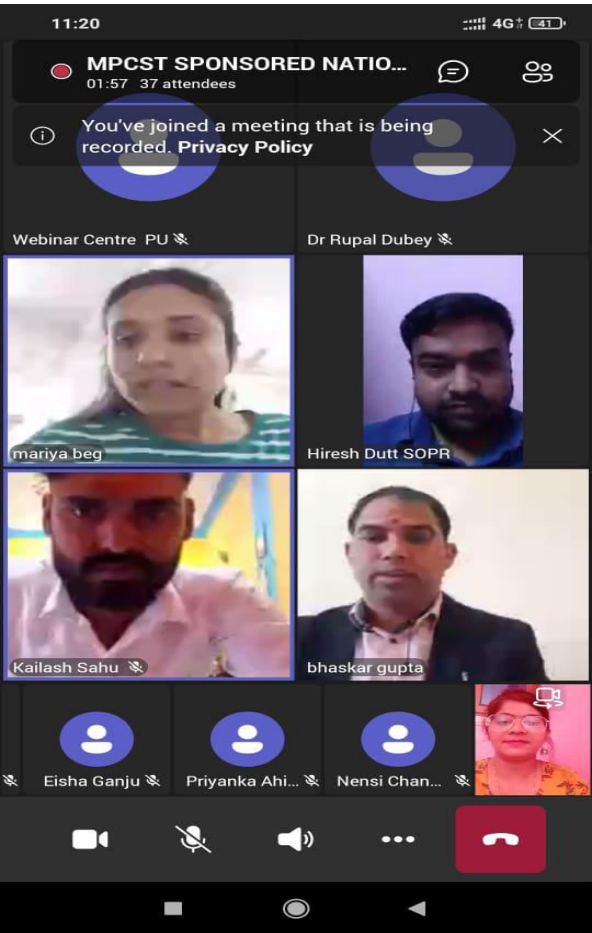 11:20
4G+ 41
MPCST SPONSORED NATIO...
01:57 37 attendees
You've joined a meeting that is being
recorded. Privacy Policy
Webinar Centre PU
Dr Rupal Dubey
mariya beg
Hiresh Dutt SOPR
Kailash Sahu
bhaskar gupta
Eisha Ganju
Priyanka Ahi...
Nensi Chan...